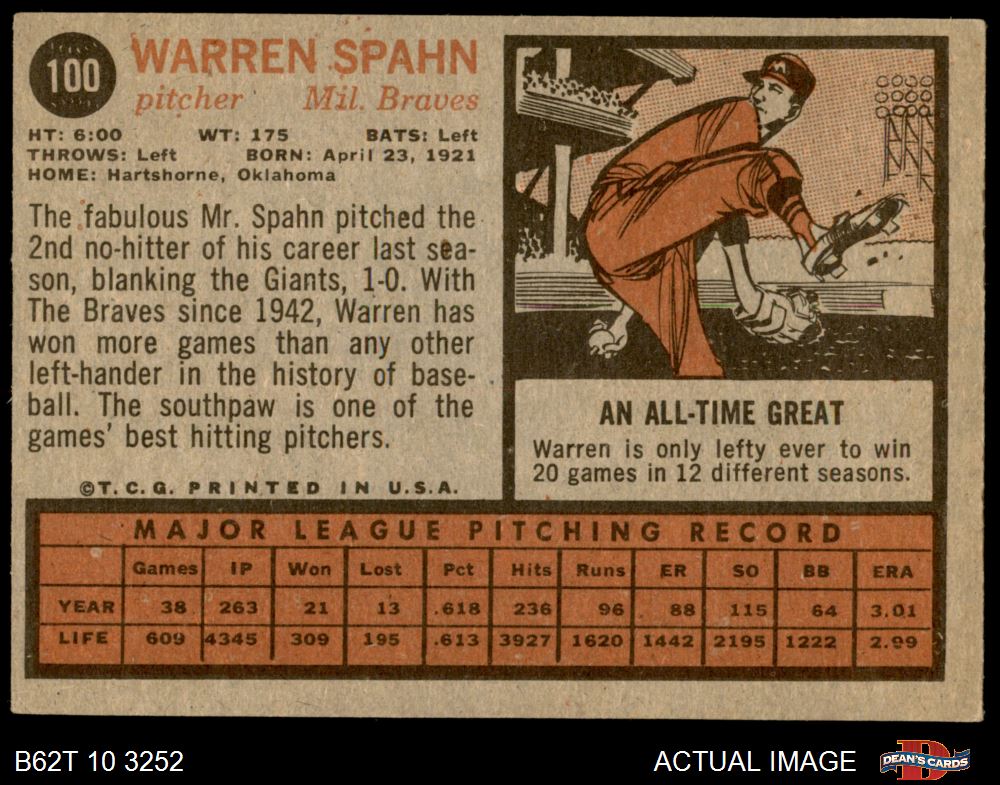 100
WARREN SPAHN
pitcher Mil. Braves
HT: 6:00 WT: 175 BATS: Left
THROWS: Left BORN: April 23, 1921
HOME: Hartshorne, Oklahoma
The fabulous Mr. Spahn pitched the
2nd no-hitter of his career last sea-
son, blanking the Giants, 1-0. With
The Braves since 1942, Warren has
won more games than any other
left-hander in the history of base-
ball. The southpaw is one of the
games' best hitting pitchers.
©T.C.G. PRINTED IN U.S.A.
M
AN ALL-TIME GREAT
Warren is only lefty ever to win
20 games in 12 different seasons.
MAJOR LEAGUE PITCHING RECORD
Games IP Won Lost Pct Hits Runs ER SO BB ERA
YEAR 38 263 21 13 .618 236 96 88 115 64 3.01
LIFE 609 4345 309 195 .613 3927 1620 1442 2195 1222 2.99
B62T 10 3252 ACTUAL IMAGE
D
DEAN'S CARDS